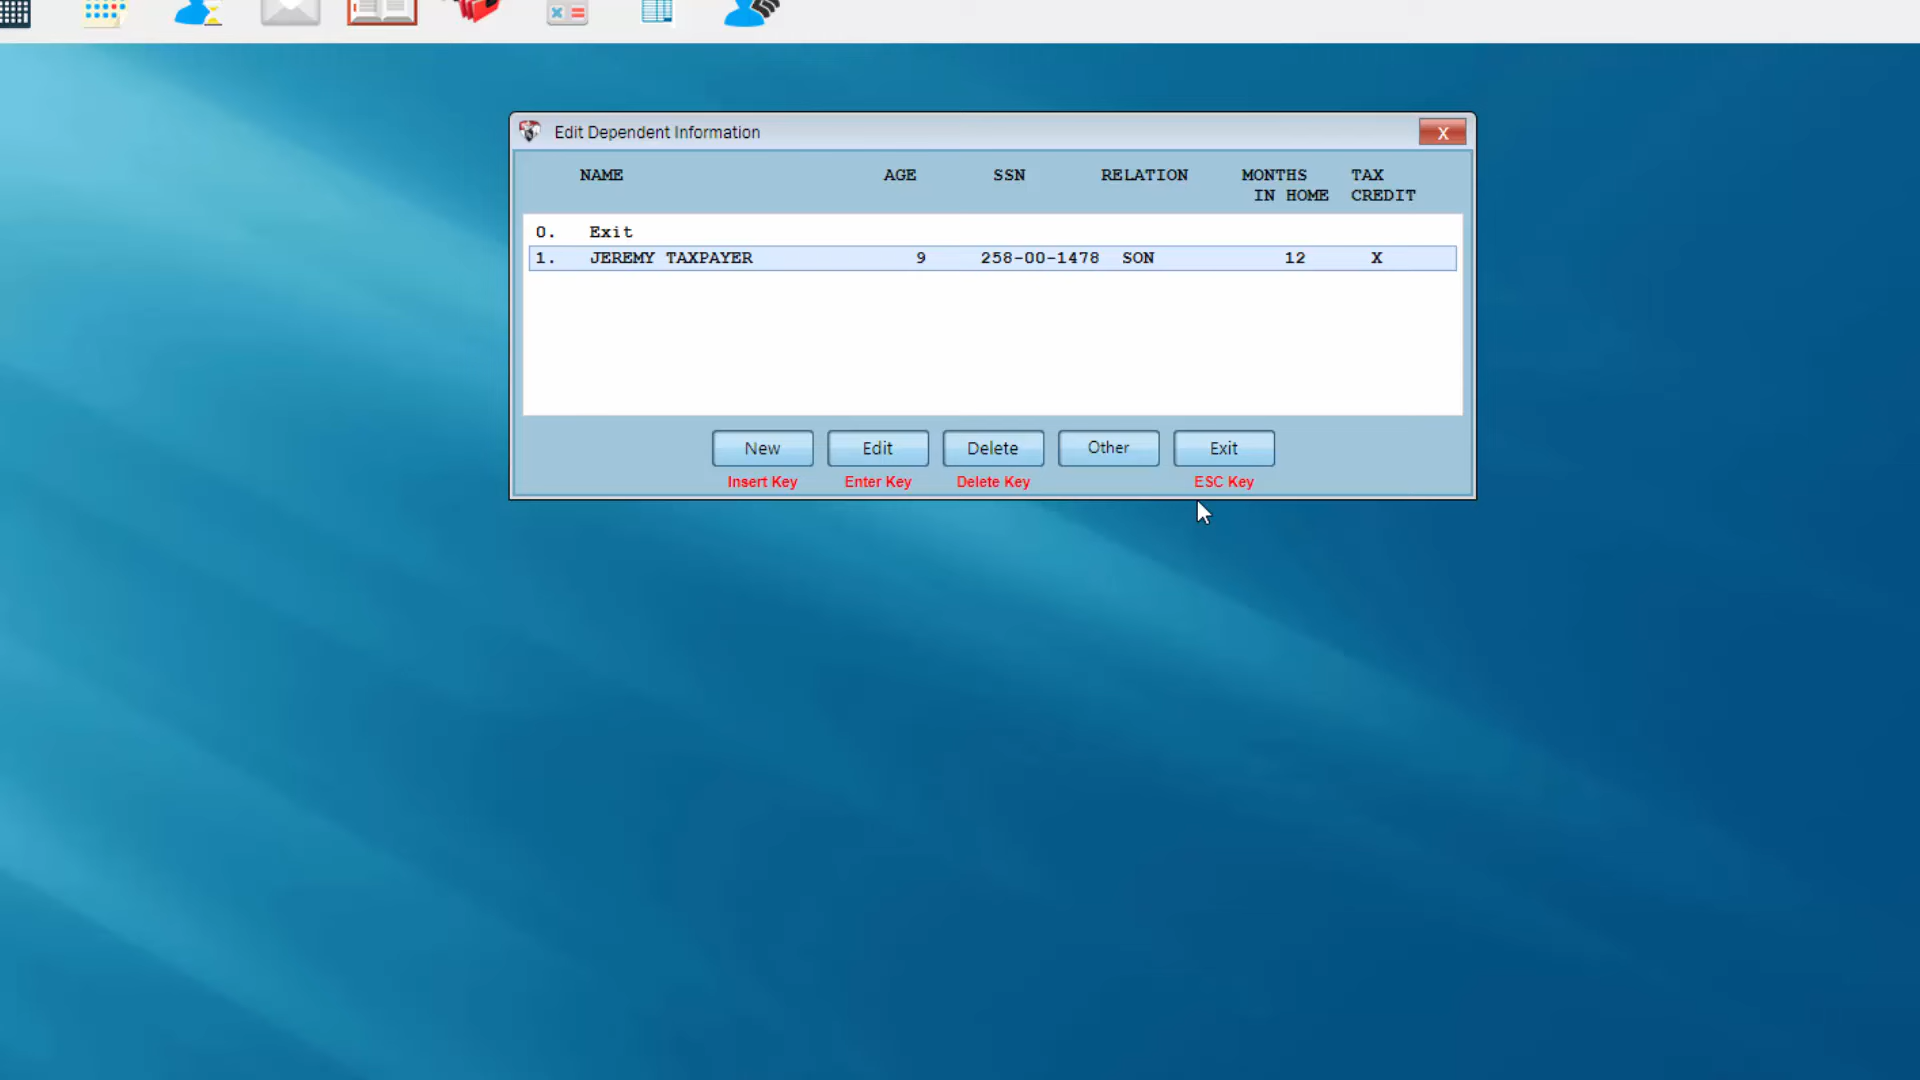 Edit Dependent Information
X
NAME AGE SSN RELATION MONTHS TAX
IN HOME CREDIT
0. Exit
1. JEREMY TAXPAYER 9 258-00-1478 SON 12 X
New Edit Delete Other Exit
Insert Key Enter Key Delete Key ESC Key